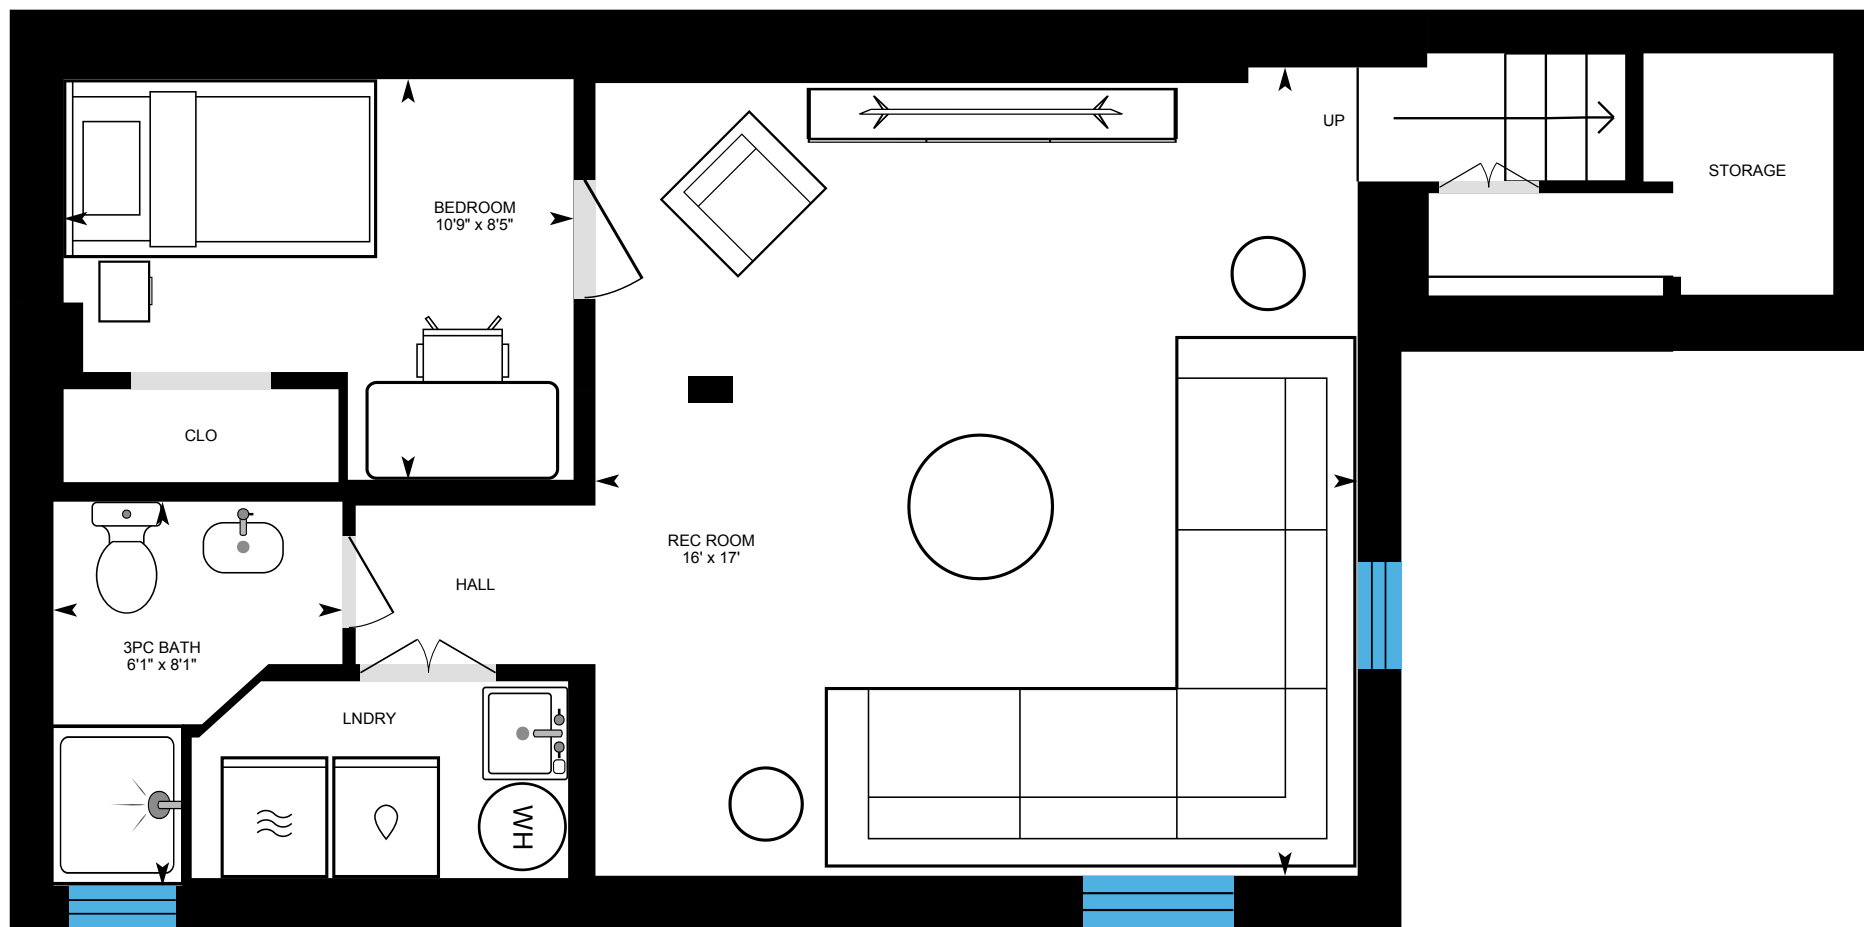 UP
STORAGE
BEDROOM
10'9" x 8'5"
CLO
REC ROOM
16' x 17'
HALL
3PC BATH
6'1" x 8'1"
LNDRY
WH